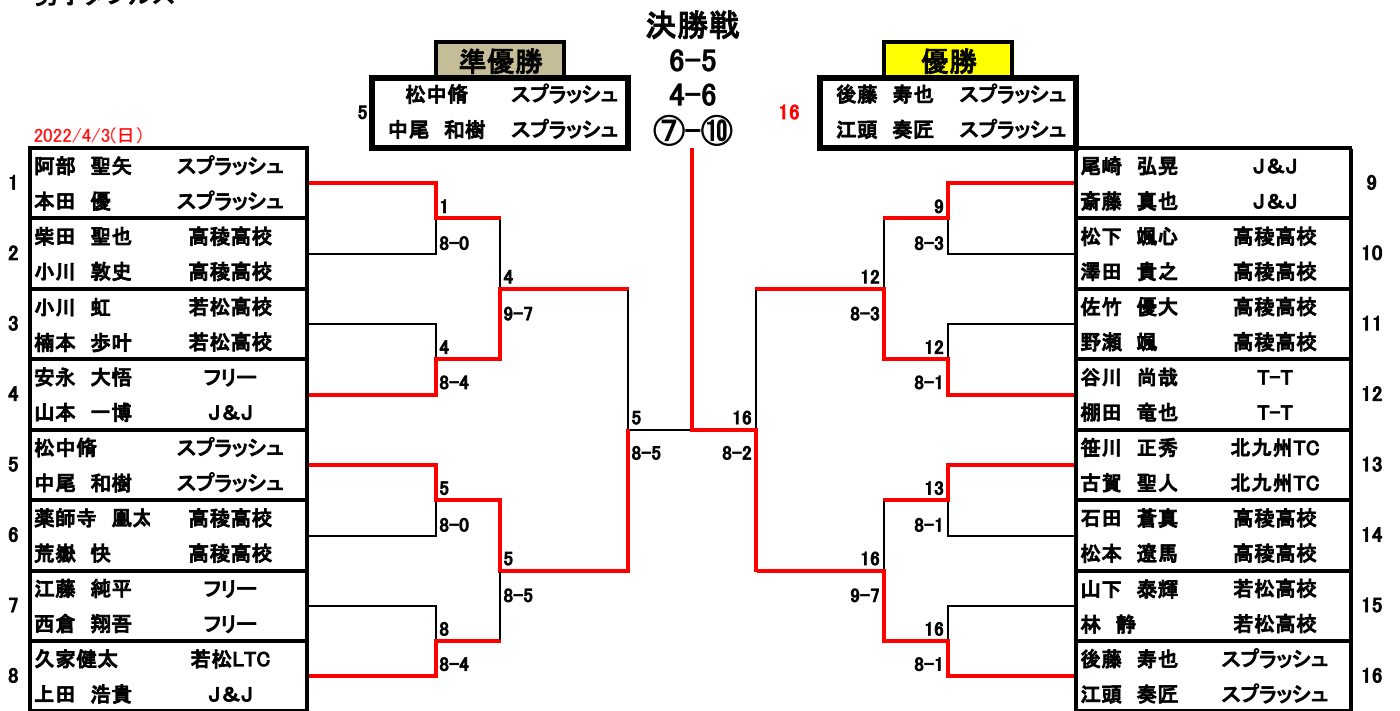 決勝戦
準優勝 6-5 優勝
5 松中脩 スプラッシュ 4-6 16 後藤 寿也 スプラッシュ
中尾 和樹 スプラッシュ ⑦-⑩ 江頭 奏匠 スプラッシュ
2022/4/3(日)
1 阿部 聖矢 スプラッシュ
本田 優 スプラッシュ
2 柴田 聖也 高稜高校
小川 敦史 高稜高校
3 小川 虹 若松高校
楠本 歩叶 若松高校
4 安永 大悟 フリー
山本 一博 J&J
5 松中脩 スプラッシュ
中尾 和樹 スプラッシュ
6 薬師寺 凰太 高稜高校
荒嶽 快 高稜高校
7 江藤 純平 フリー
西倉 翔吾 フリー
8 久家健太 若松LTC
上田 浩貴 J&J
1
8-0
4
8-4
5
8-0
8
8-4
4
9-7
5
8-5
5
8-5
16
8-2
12
8-3
16
9-7
9
8-3
12
8-1
13
8-1
16
8-1
尾崎 弘晃 J&J 9
斎藤 真也 J&J
松下 颯心 高稜高校 10
澤田 貴之 高稜高校
佐竹 優大 高稜高校 11
野瀬 颯 高稜高校
谷川 尚哉 T-T 12
棚田 竜也 T-T
笹川 正秀 北九州TC 13
古賀 聖人 北九州TC
石田 蒼真 高稜高校 14
松本 遼馬 高稜高校
山下 泰輝 若松高校 15
林 静 若松高校
後藤 寿也 スプラッシュ 16
江頭 奏匠 スプラッシュ